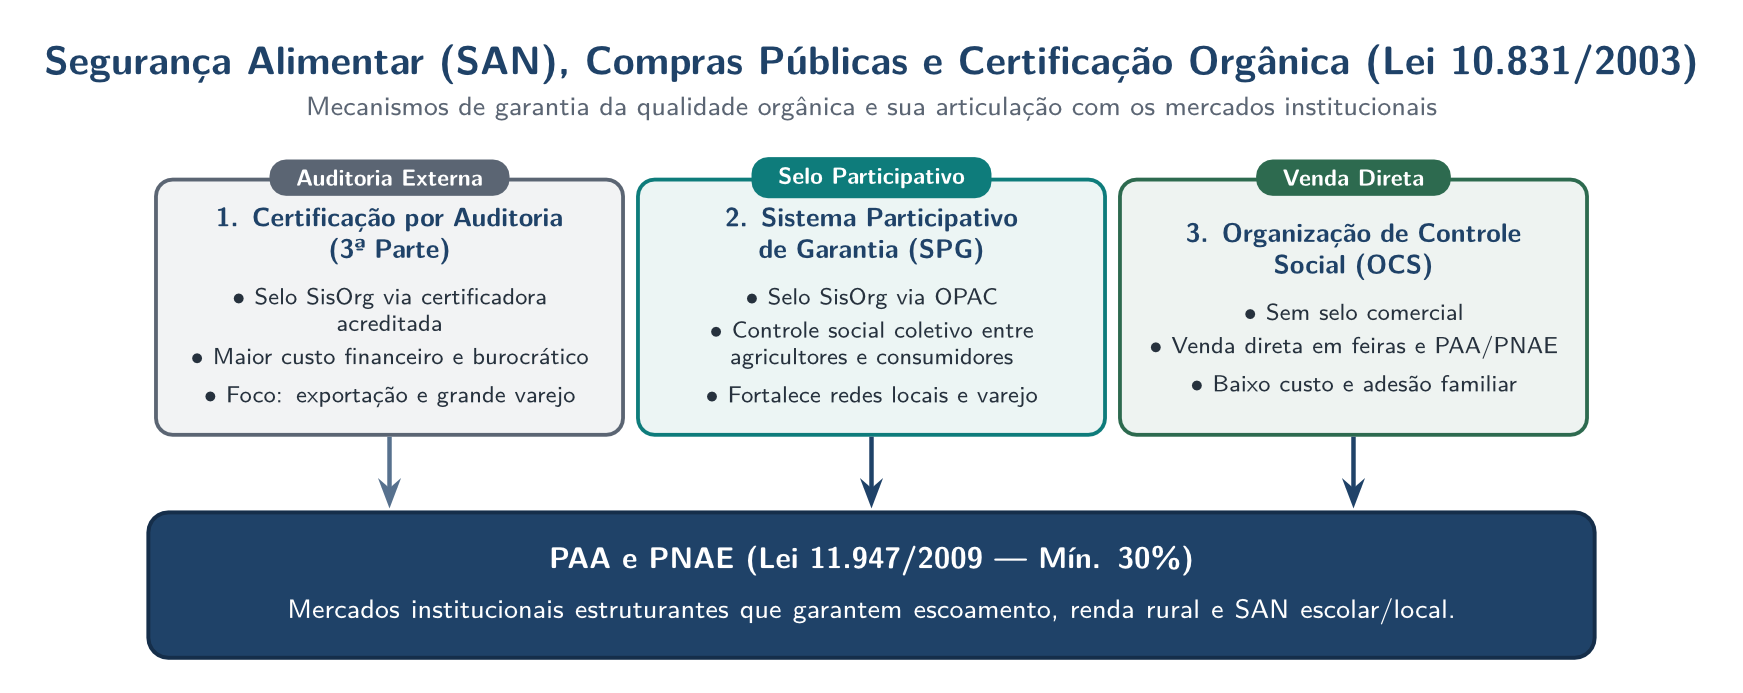 Segurança Alimentar (SAN), Compras Públicas e Certificação Orgânica (Lei 10.831/2003)
Mecanismos de garantia da qualidade orgânica e sua articulação com os mercados institucionais
Auditoria Externa
1. Certificação por Auditoria
(3ª Parte)
● Selo SisOrg via certificadora
acreditada
● Maior custo financeiro e burocrático
● Foco: exportação e grande varejo
Selo Participativo
2. Sistema Participativo
de Garantia (SPG)
● Selo SisOrg via OPAC
● Controle social coletivo entre
agricultores e consumidores
● Fortalece redes locais e varejo
Venda Direta
3. Organização de Controle
Social (OCS)
● Sem selo comercial
● Venda direta em feiras e PAA/PNAE
● Baixo custo e adesão familiar
PAA e PNAE (Lei 11.947/2009 — Mín. 30%)
Mercados institucionais estruturantes que garantem escoamento, renda rural e SAN escolar/local.